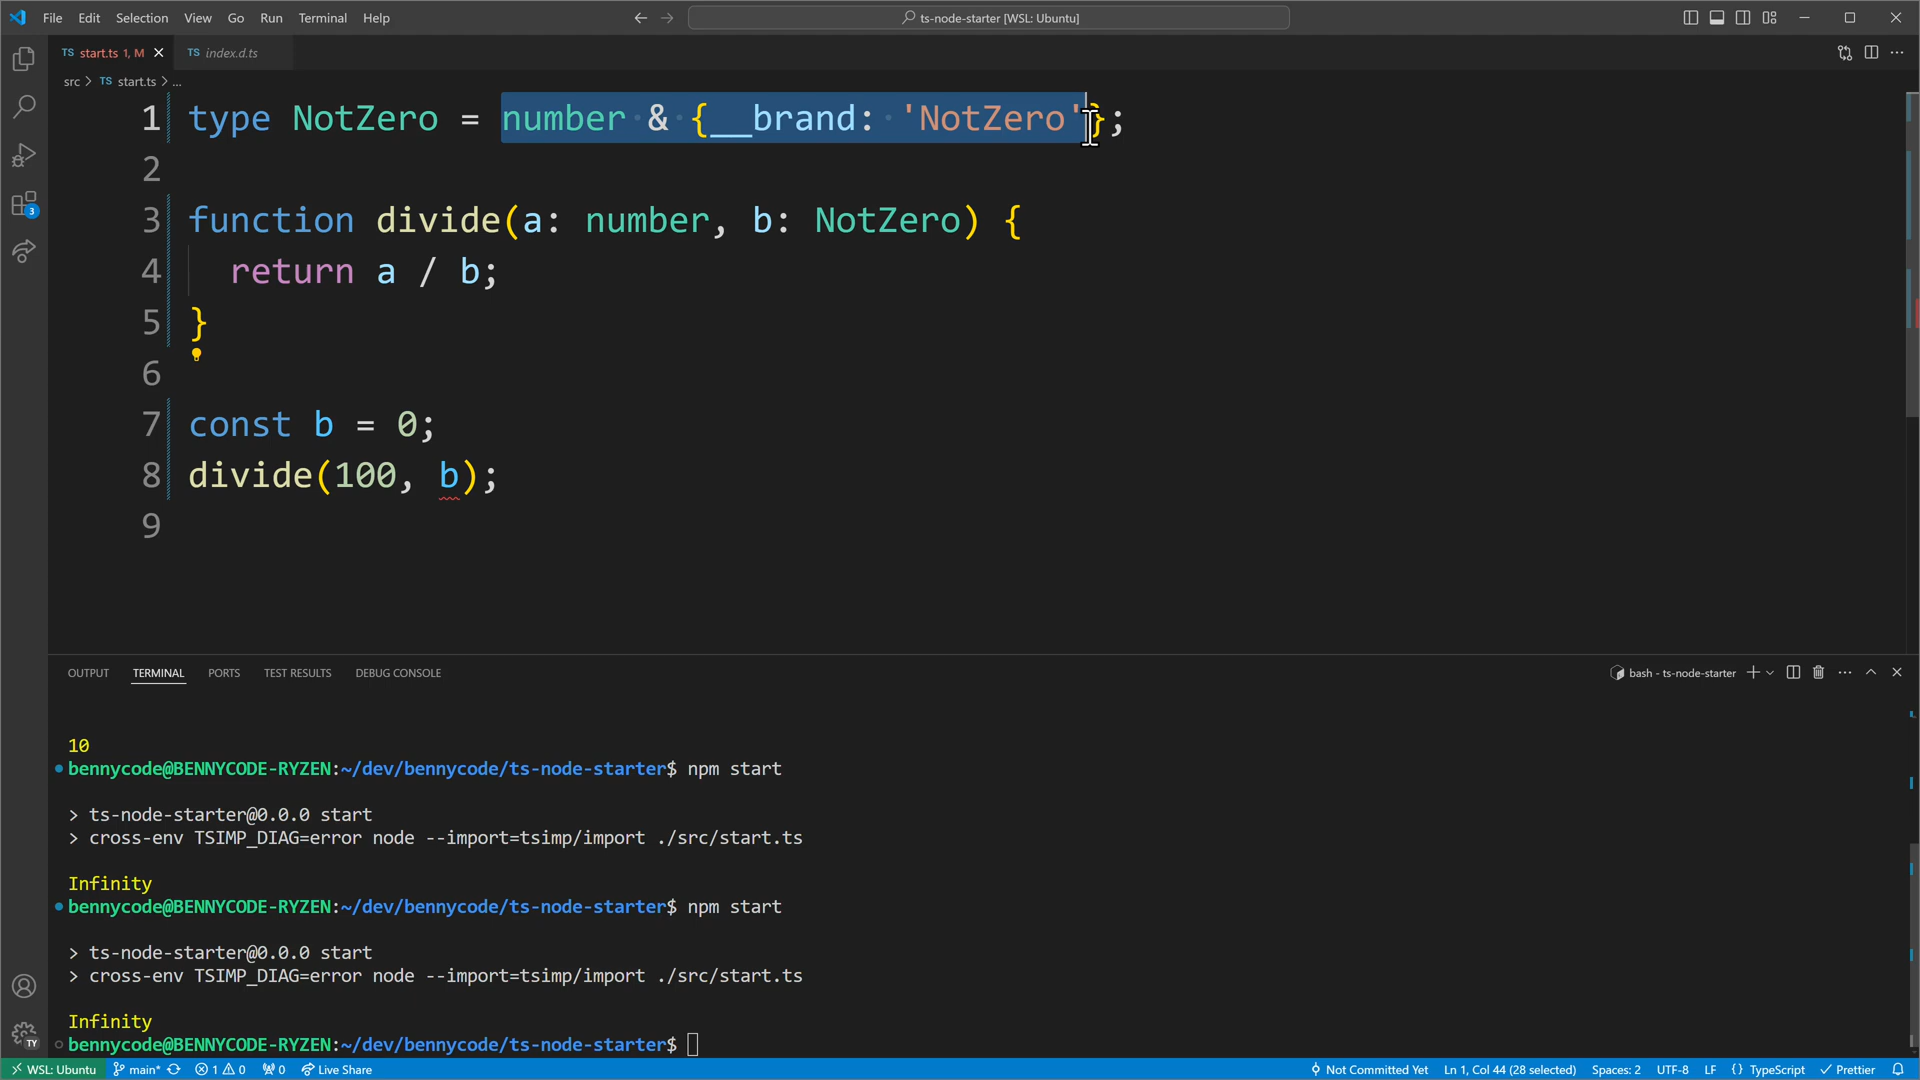 File Edit Selection View Go Run Terminal Help
ts-node-starter [WSL: Ubuntu]
TS start.ts 1, M
TS index.d.ts
src > TS start.ts > ...
1 type NotZero = number & {__brand: 'NotZero'};
2
3 function divide(a: number, b: NotZero) {
4 return a / b;
5 }
6
7 const b = 0;
8 divide(100, b);
9
3
OUTPUT TERMINAL PORTS TEST RESULTS DEBUG CONSOLE
bash - ts-node-starter
10
bennycode@BENNYCODE-RYZEN:~/dev/bennycode/ts-node-starter$ npm start
> ts-node-starter@0.0.0 start
> cross-env TSIMP_DIAG=error node --import=tsimp/import ./src/start.ts
Infinity
bennycode@BENNYCODE-RYZEN:~/dev/bennycode/ts-node-starter$ npm start
> ts-node-starter@0.0.0 start
> cross-env TSIMP_DIAG=error node --import=tsimp/import ./src/start.ts
Infinity
bennycode@BENNYCODE-RYZEN:~/dev/bennycode/ts-node-starter$
TY
WSL: Ubuntu main* 1 0 0 Live Share
Not Committed Yet Ln 1, Col 44 (28 selected) Spaces: 2 UTF-8 LF {} TypeScript Prettier